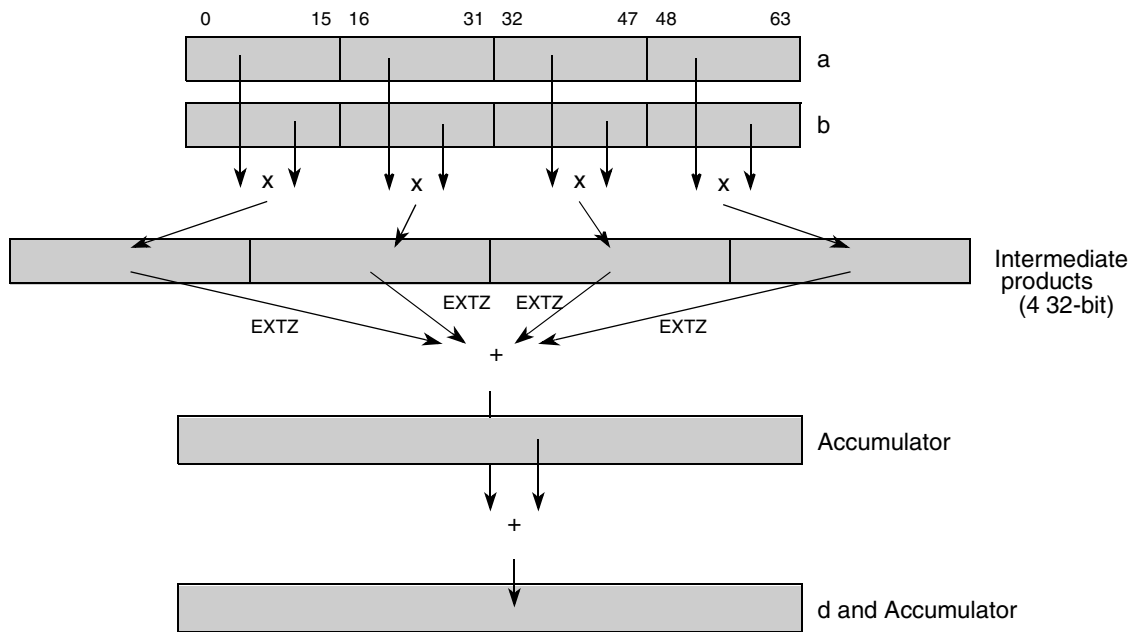 0 15 16 31 32 47 48 63
a
b
x x x x
Intermediate
products
(4 32-bit)
EXTZ EXTZ
EXTZ EXTZ
+
Accumulator
+
d and Accumulator